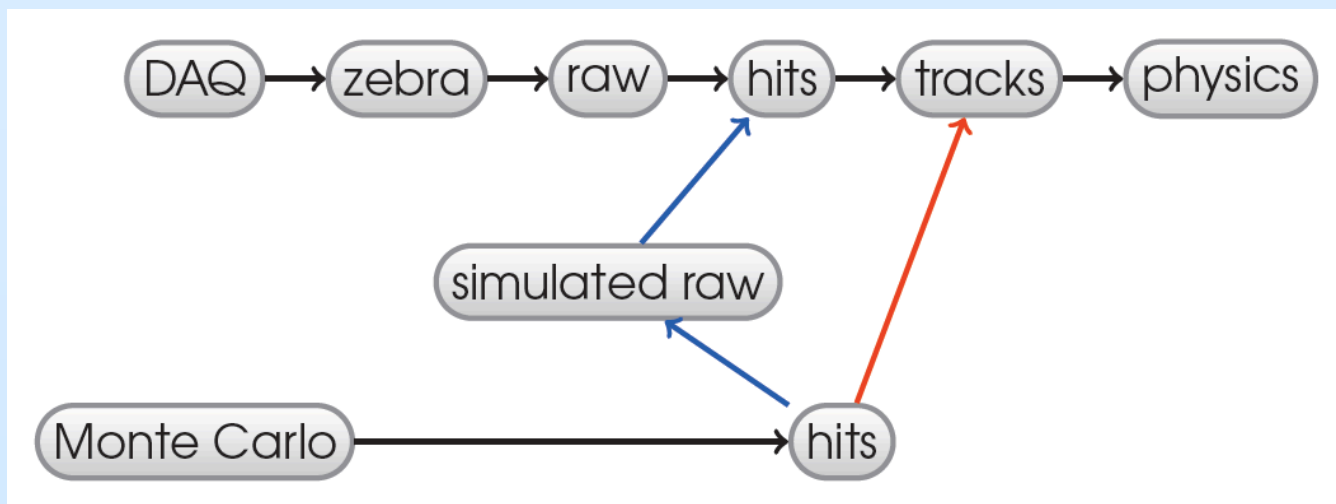 DAQ zebra raw hits tracks physics
simulated raw
Monte Carlo hits